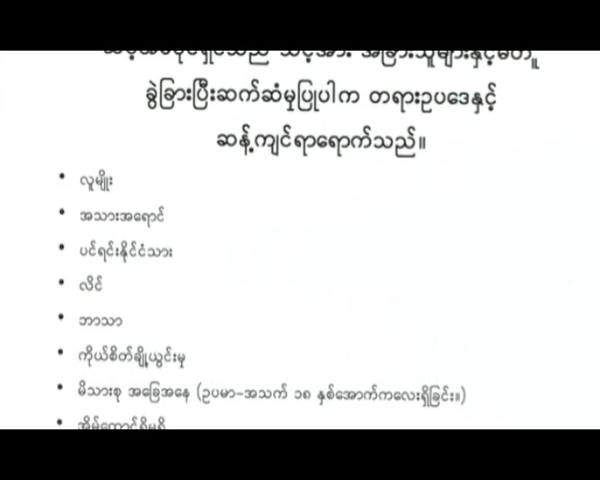 ခွဲခြားပြီးဆက်ဆံမှုပြုပါက တရားဥပဒေနှင့်
ဆန့်ကျင်ရာရောက်သည်။
• လူမျိုး
• အသားအရောင်
• ပင်ရင်းနိုင်ငံသား
• လိင်
• ဘာသာ
• ကိုယ်စိတ်ချို့ယွင်းမှု
• မိသားစု အခြေအနေ (ဥပမာ-အသက် ၁၈ နှစ်အောက်ကလေးရှိခြင်း။)